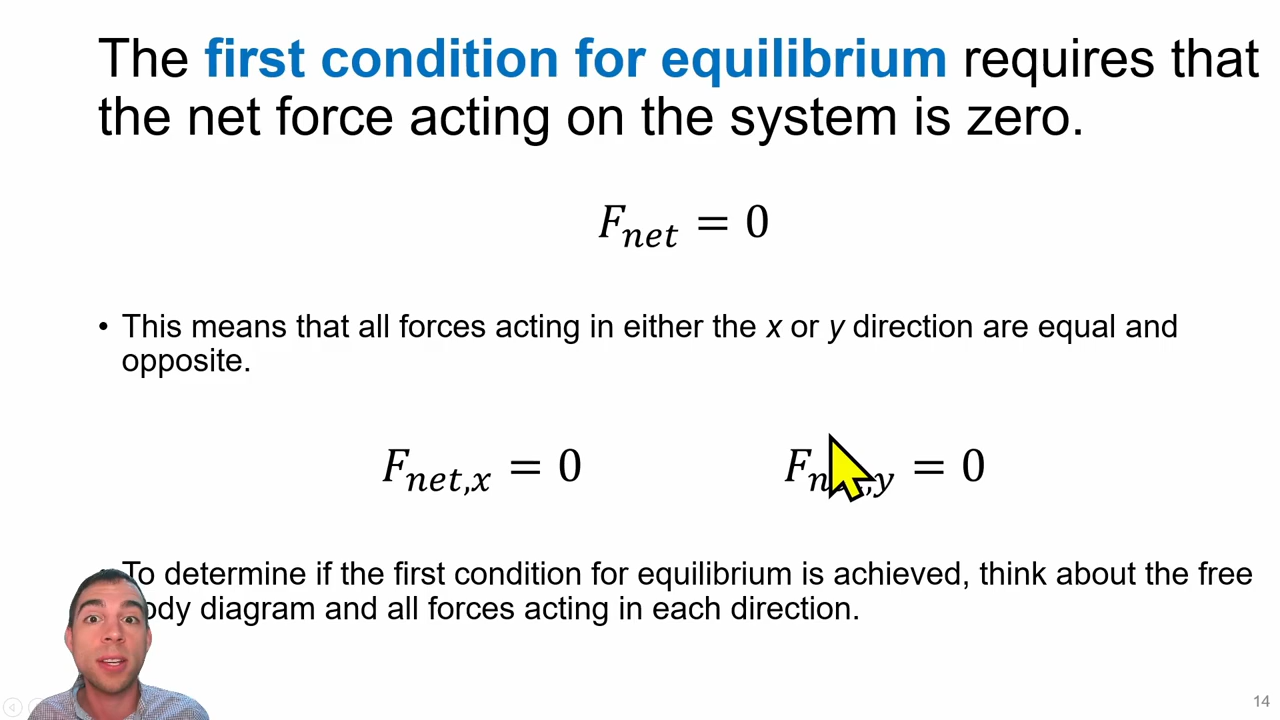 The first condition for equilibrium requires that
the net force acting on the system is zero.
F_net = 0
• This means that all forces acting in either the x or y direction are equal and
opposite.
F_net,x = 0 F_net,y = 0
To determine if the first condition for equilibrium is achieved, think about the free
body diagram and all forces acting in each direction.
14